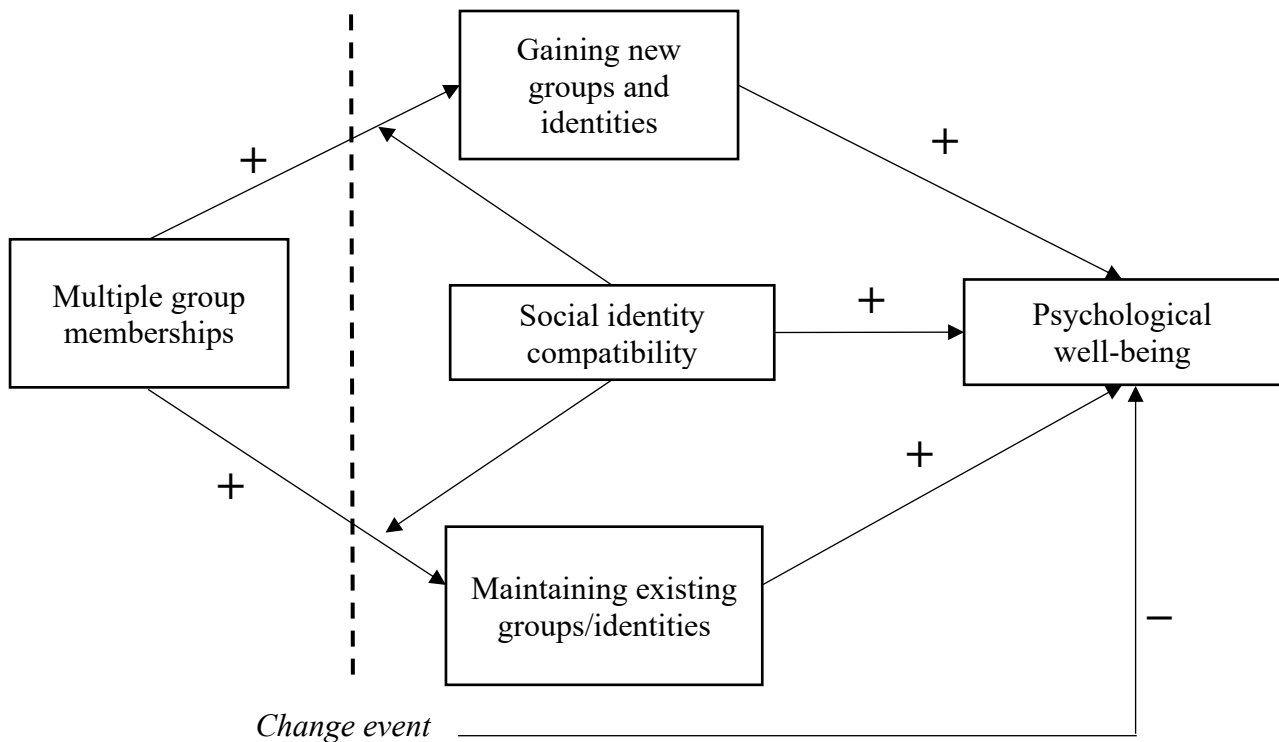 Gaining new
groups and
identities
+
+
Multiple group
memberships
Social identity
compatibility
+
Psychological
well-being
+
+
Maintaining existing
groups/identities
−
Change event